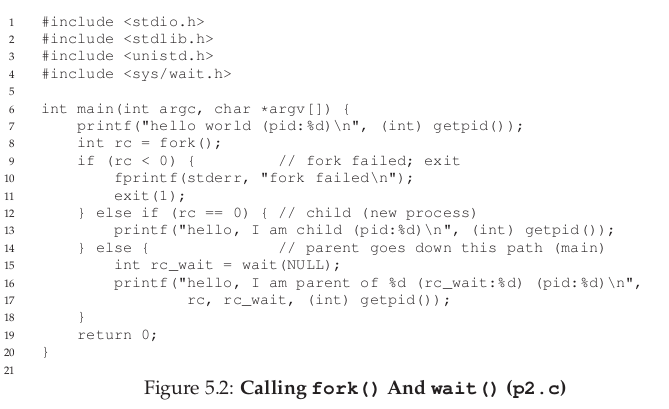 1 #include <stdio.h>
2 #include <stdlib.h>
3 #include <unistd.h>
4 #include <sys/wait.h>
5
6 int main(int argc, char *argv[]) {
7     printf("hello world (pid:%d)\n", (int) getpid());
8     int rc = fork();
9     if (rc < 0) {         // fork failed; exit
10         fprintf(stderr, "fork failed\n");
11         exit(1);
12     } else if (rc == 0) { // child (new process)
13         printf("hello, I am child (pid:%d)\n", (int) getpid());
14     } else {              // parent goes down this path (main)
15         int rc_wait = wait(NULL);
16         printf("hello, I am parent of %d (rc_wait:%d) (pid:%d)\n",
17                 rc, rc_wait, (int) getpid());
18     }
19     return 0;
20 }
21
Figure 5.2: Calling fork() And wait() (p2.c)